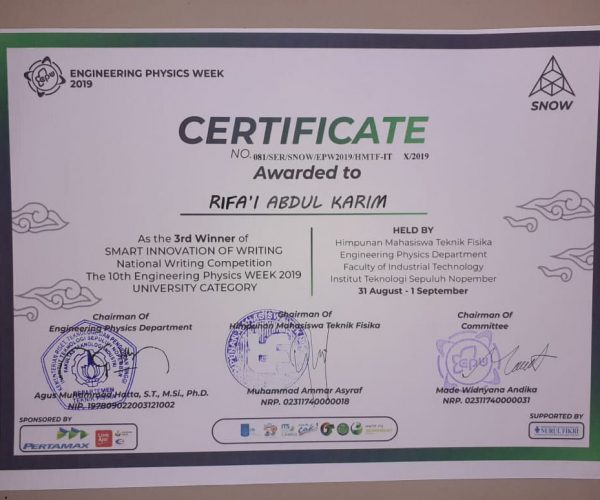 ENGINEERING PHYSICS WEEK
2019
SNOW
CERTIFICATE
NO. 081/SER/SNOW/EPW2019/HMTF-IT X/2019
Awarded to
RIFA'I ABDUL KARIM
As the 3rd Winner of
SMART INNOVATION OF WRITING
National Writing Competition
The 10th Engineering Physics WEEK 2019
UNIVERSITY CATEGORY
HELD BY
Himpunan Mahasiswa Teknik Fisika
Engineering Physics Department
Faculty of Industrial Technology
Institut Teknologi Sepuluh Nopember
31 August - 1 September
Chairman Of
Engineering Physics Department
Agus Muhamad Hatta, S.T., M.Si., Ph.D.
NIP. 197809022003121002
Chairman Of
Himpunan Mahasiswa Teknik Fisika
Muhammad Ammar Asyraf
NRP. 02311740000018
Chairman Of
Committee
Made Widnyana Andika
NRP. 02311740000031
SPONSORED BY
PERTAMAX
SUPPORTED BY
NURUL FIKRI